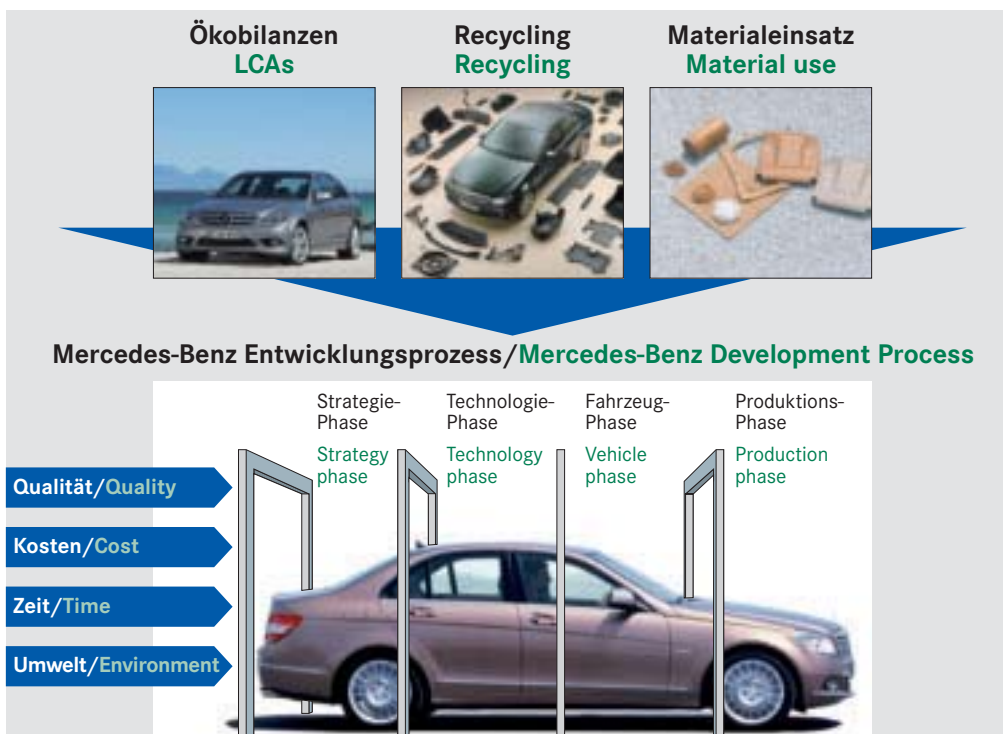 Ökobilanzen
LCAs
Recycling
Recycling
Materialeinsatz
Material use
Mercedes-Benz Entwicklungsprozess/Mercedes-Benz Development Process
Strategie-
Phase
Strategy
phase
Technologie-
Phase
Technology
phase
Fahrzeug-
Phase
Vehicle
phase
Produktions-
Phase
Production
phase
Qualität/Quality
Kosten/Cost
Zeit/Time
Umwelt/Environment